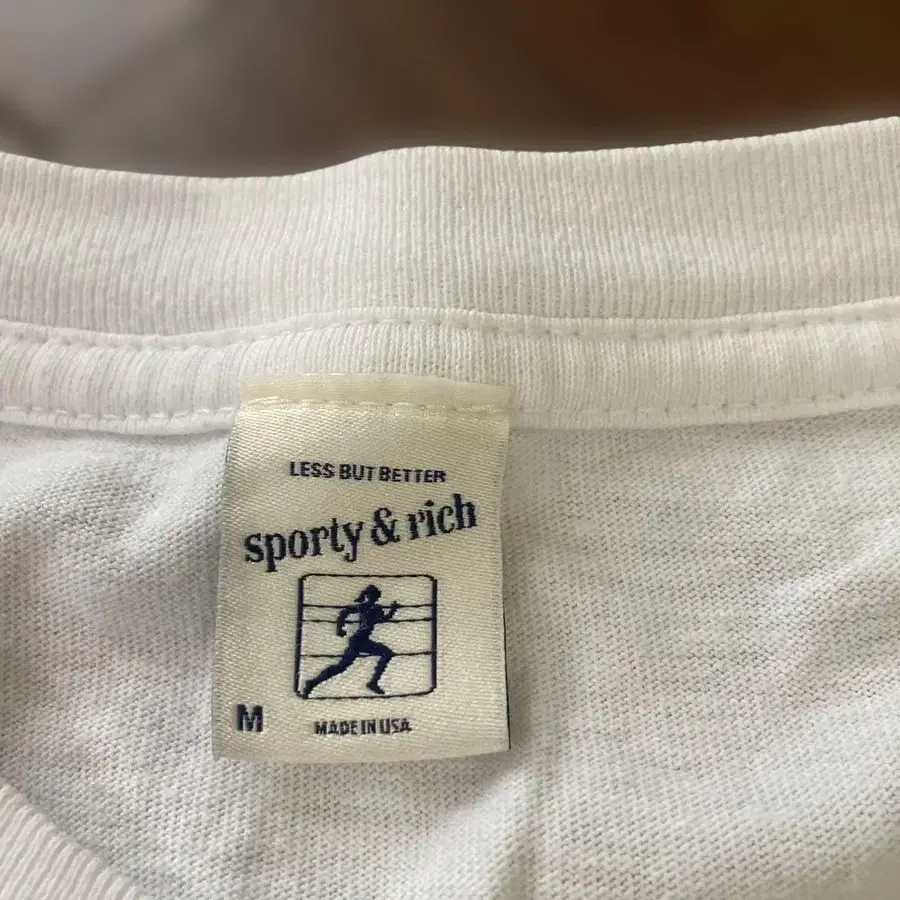 LESS BUT BETTER
sporty & rich
M
MADE IN USA